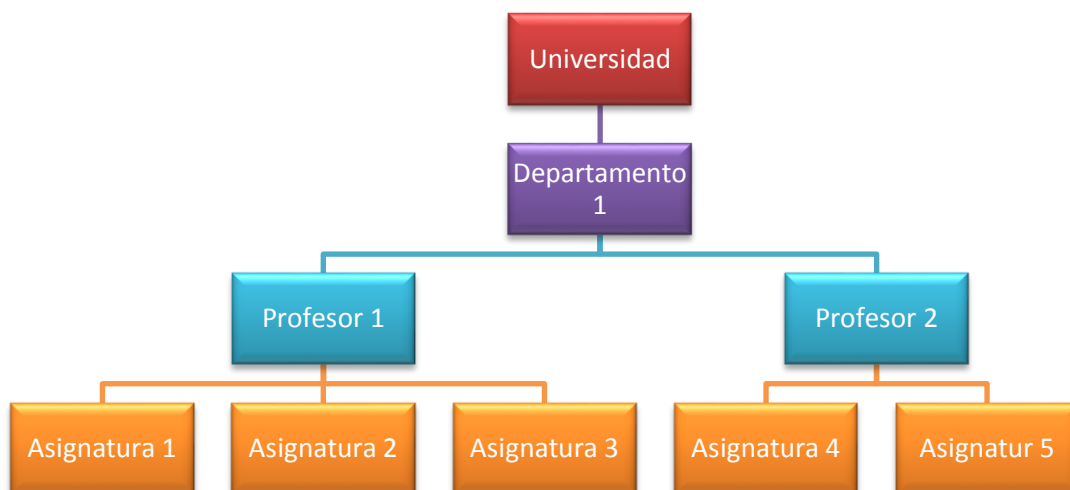 Universidad
Departamento
1
Profesor 1
Profesor 2
Asignatura 1
Asignatura 2
Asignatura 3
Asignatura 4
Asignatur 5